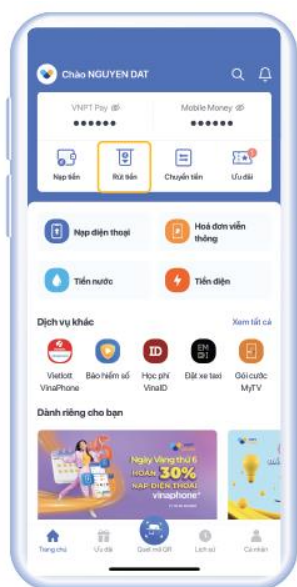 Chào NGUYEN DAT
VNPT Pay
Mobile Money
Nạp tiền
Rút tiền
Chuyển tiền
Ưu đãi
Nạp điện thoại
Hoá đơn viễn
thông
Tiền nước
Tiền điện
Dịch vụ khác
Xem tất cả
ID
EM
DI
Vietlott
VinaPhone
Bảo hiểm số
Học phí
VinaID
Đặt xe taxi
Gói cước
MyTV
Dành riêng cho bạn
Ngày Vàng thứ 6
HOÀN 30%
NẠP ĐIỆN THOẠI
vinaphone
Trang chủ
Ưu đãi
Quét mã QR
Lịch sử
Cá nhân